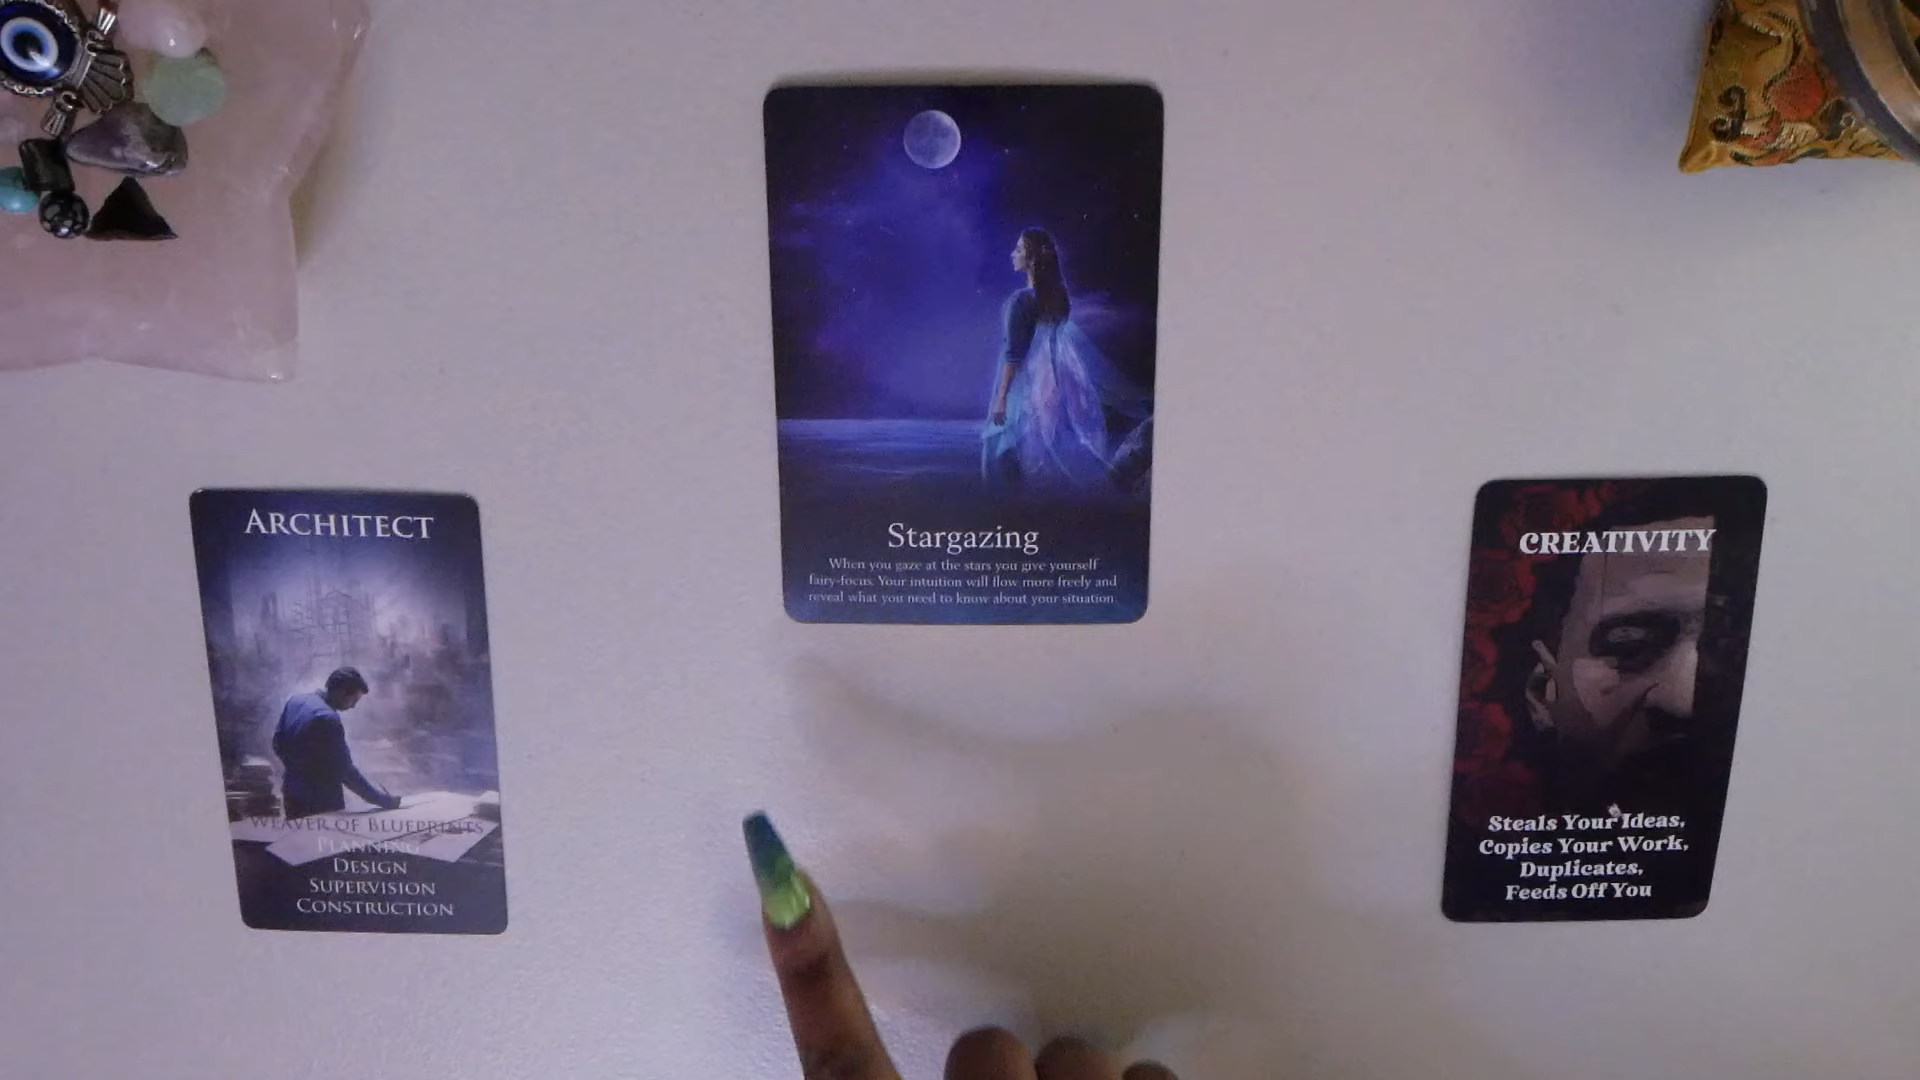 Stargazing
When you gaze at the stars you give yourself
fairy-focus. Your intuition will flow more freely and
reveal what you need to know about your situation.
ARCHITECT
WEAVER OF BLUEPRINTS
PLANNING
DESIGN
SUPERVISION
CONSTRUCTION
CREATIVITY
Steals Your Ideas,
Copies Your Work,
Duplicates,
Feeds Off You